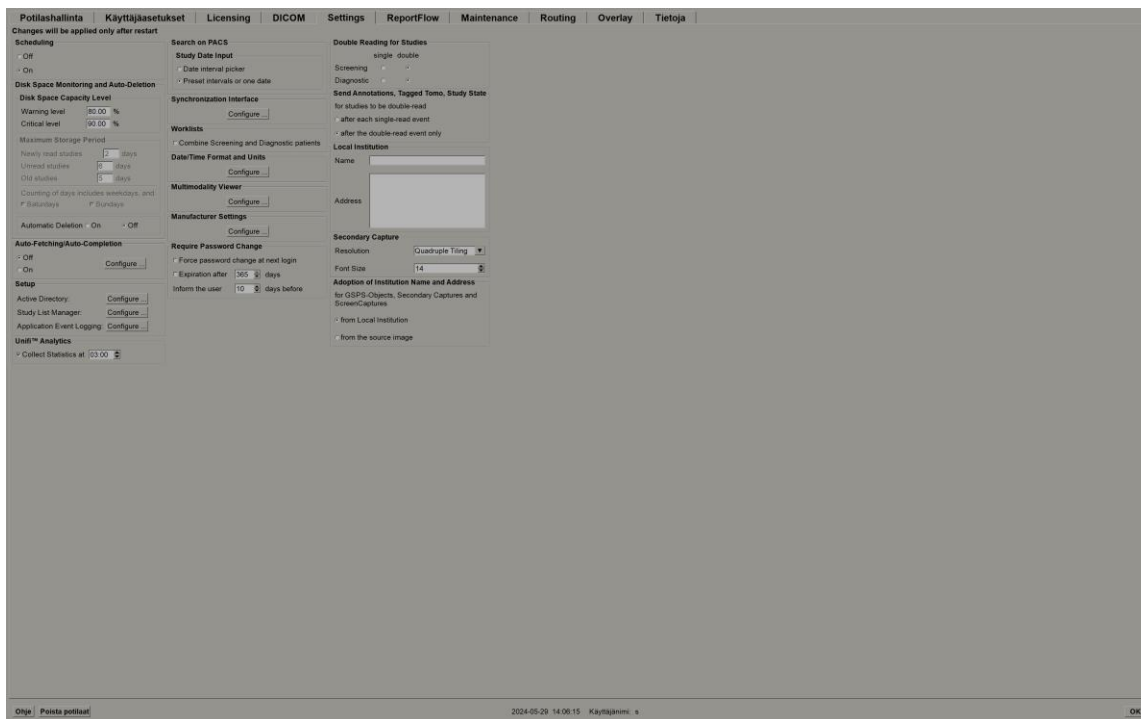 Potilashallinta Käyttäjäasetukset Licensing DICOM Settings ReportFlow Maintenance Routing Overlay Tietoja
Changes will be applied only after restart
Scheduling
Off
On
Disk Space Monitoring and Auto-Deletion
Disk Space Capacity Level
Warning level 80.00 %
Critical level 90.00 %
Maximum Storage Period
Newly read studies 2 days
Unread studies 6 days
Old studies 5 days
Counting of days includes weekdays, and
Saturdays Sundays
Automatic Deletion On Off
Auto-Fetching/Auto-Completion
Off
On
Configure ...
Setup
Active Directory: Configure ...
Study List Manager: Configure ...
Application Event Logging: Configure ...
Unifi™ Analytics
Collect Statistics at 03:00
Search on PACS
Study Date Input
Date interval picker
Preset intervals or one date
Synchronization Interface
Configure ...
Worklists
Combine Screening and Diagnostic patients
Date/Time Format and Units
Configure ...
Multimodality Viewer
Configure ...
Manufacturer Settings
Configure ...
Require Password Change
Force password change at next login
Expiration after 365 days
Inform the user 10 days before
Double Reading for Studies
single double
Screening
Diagnostic
Send Annotations, Tagged Tomo, Study State
for studies to be double-read
after each single-read event
after the double-read event only
Local Institution
Name
Address
Secondary Capture
Resolution Quadruple Tiling
Font Size 14
Adoption of Institution Name and Address
for GSPS-Objects, Secondary Captures and
ScreenCaptures
from Local Institution
from the source image
Ohje Poista potilaat 2024-05-29 14:06:15 Käyttäjänimi: s OK